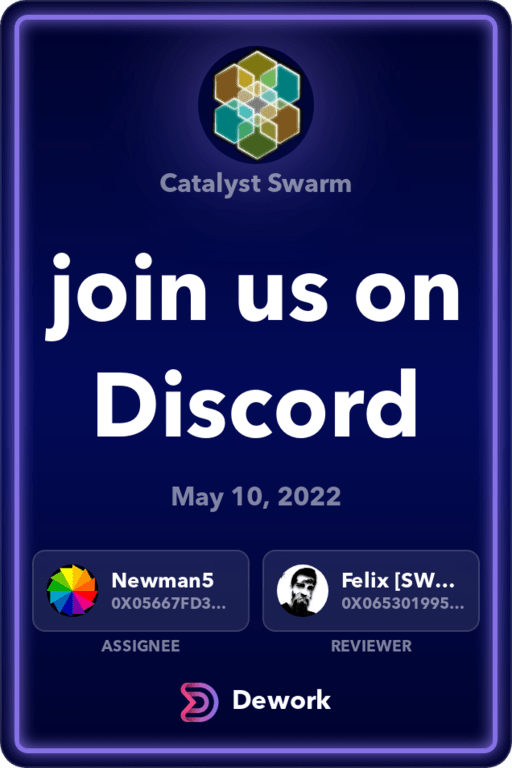 Catalyst Swarm
join us on
Discord
May 10, 2022
Newman5
0X05667FD3...
ASSIGNEE
Felix [SW...
0X065301995...
REVIEWER
Dework